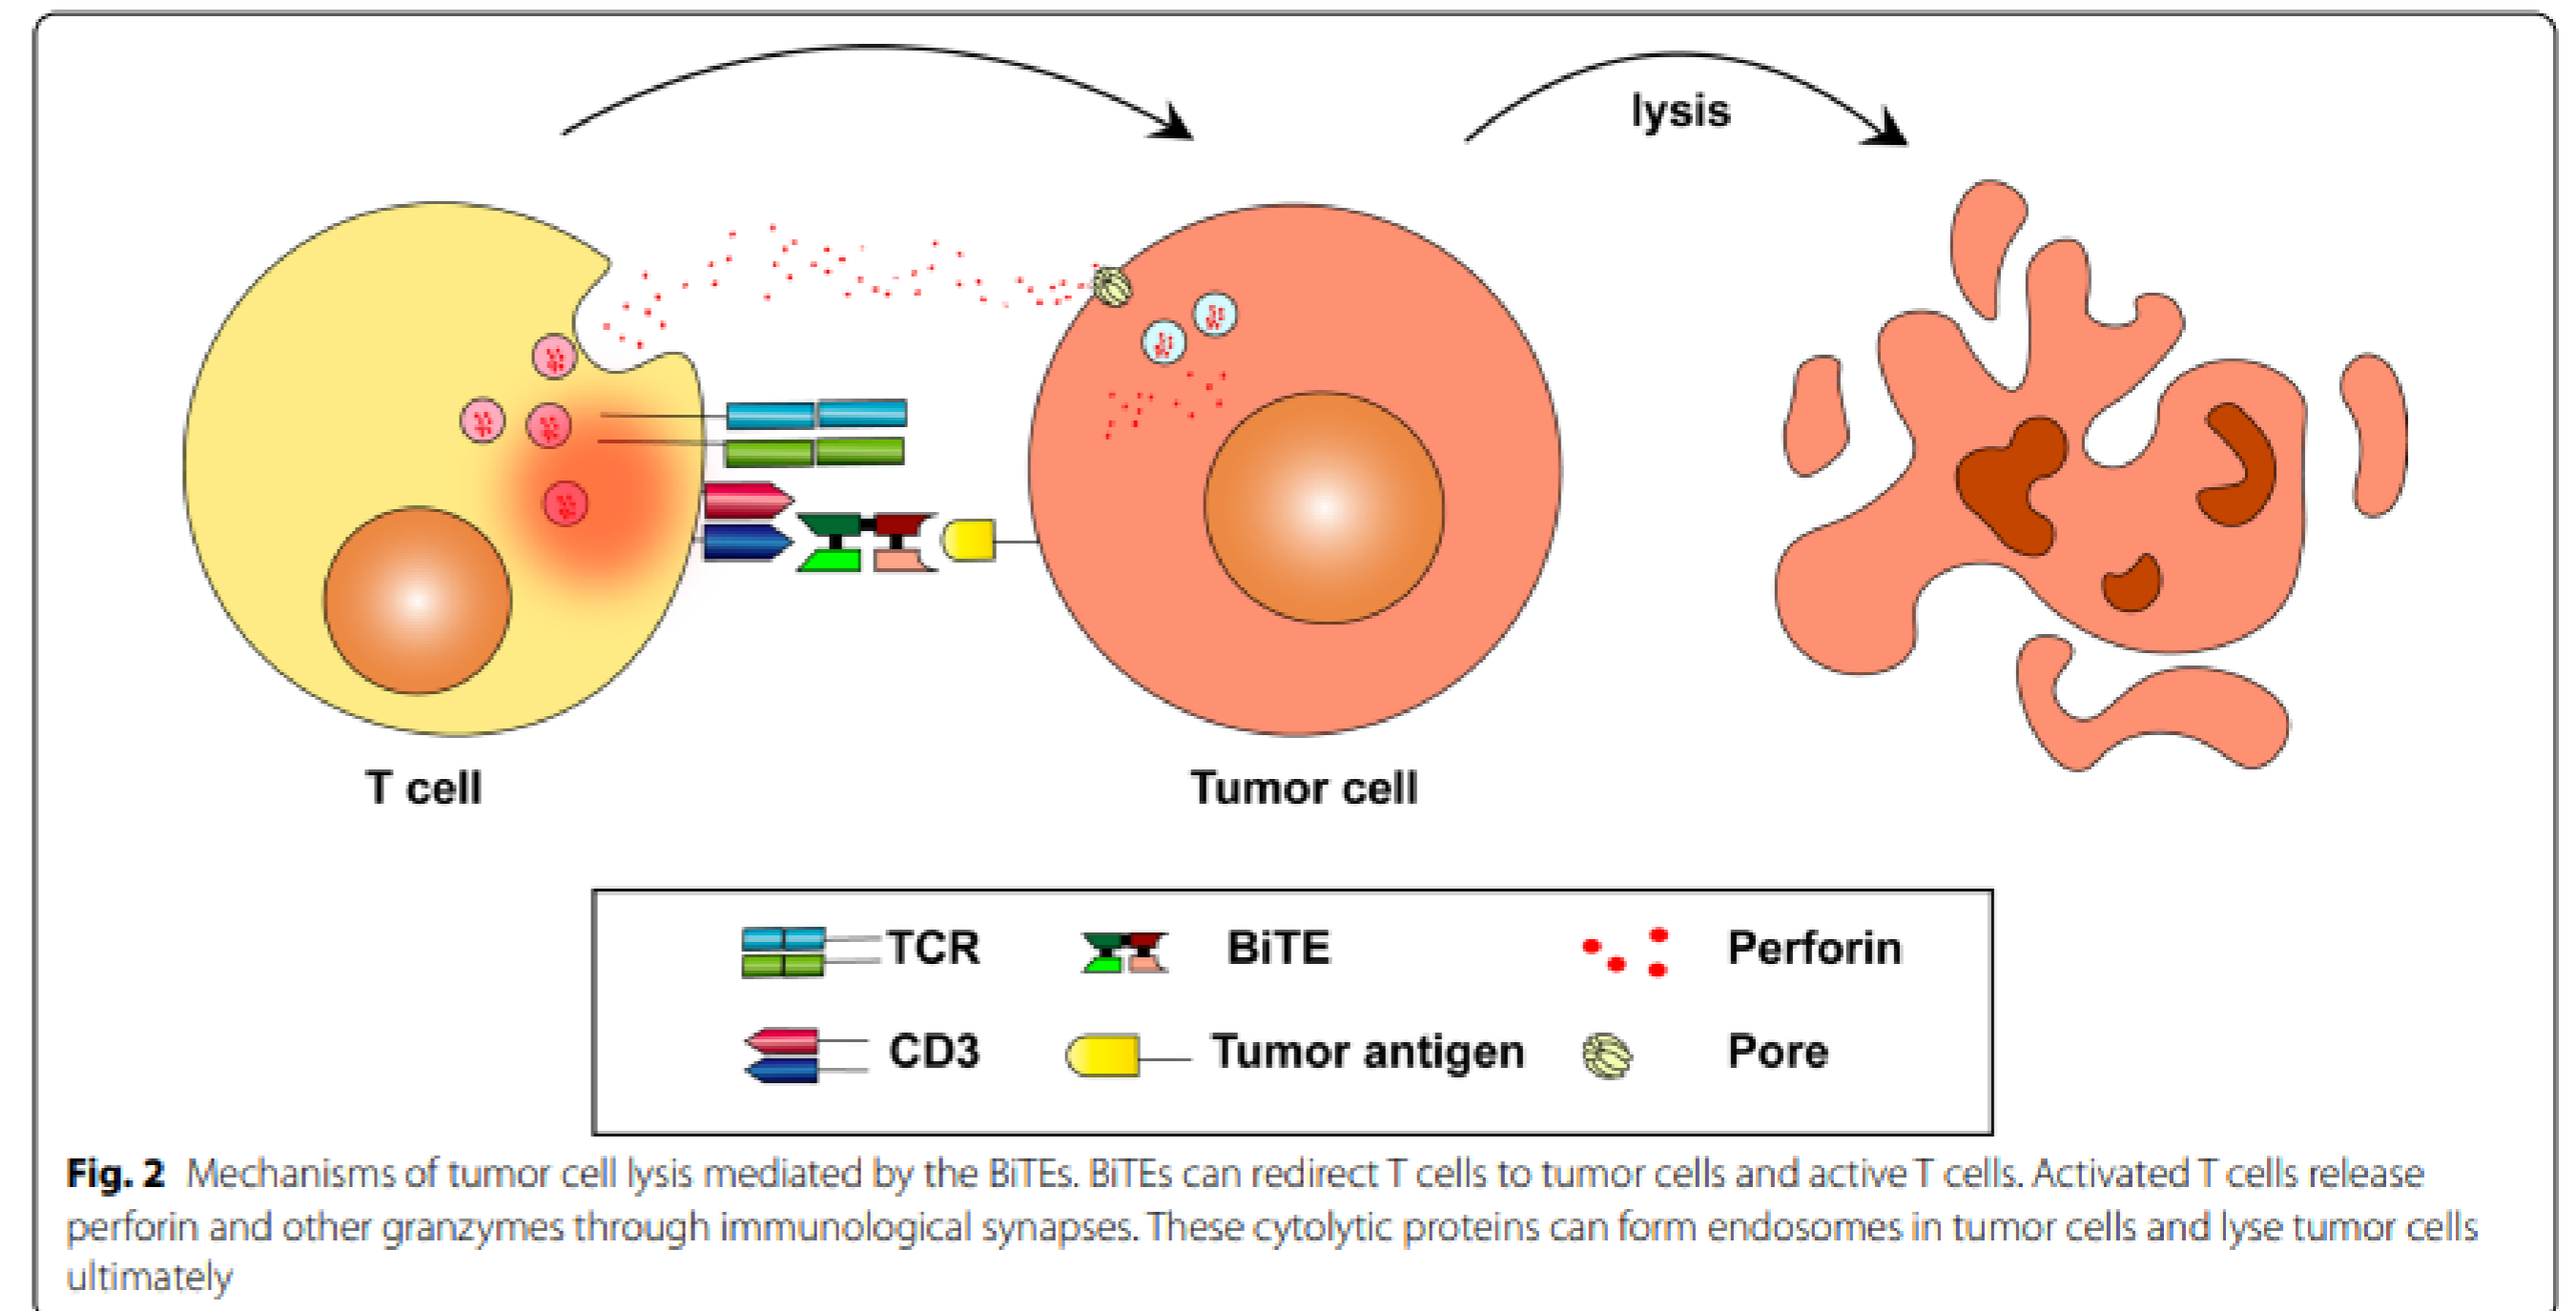 lysis
T cell
Tumor cell
TCR
BiTE
Perforin
CD3
Tumor antigen
Pore
Fig. 2 Mechanisms of tumor cell lysis mediated by the BiTEs. BiTEs can redirect T cells to tumor cells and active T cells. Activated T cells release
perforin and other granzymes through immunological synapses. These cytolytic proteins can form endosomes in tumor cells and lyse tumor cells
ultimately